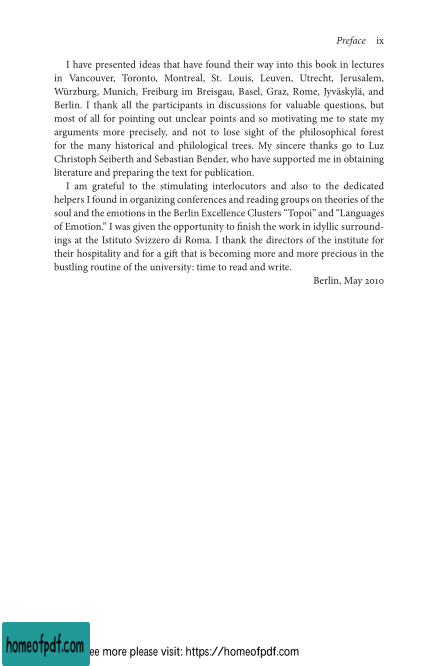 Preface ix
I have presented ideas that have found their way into this book in lectures
in Vancouver, Toronto, Montreal, St. Louis, Leuven, Utrecht, Jerusalem,
Würzburg, Munich, Freiburg im Breisgau, Basel, Graz, Rome, Jyväskylä, and
Berlin. I thank all the participants in discussions for valuable questions, but
most of all for pointing out unclear points and so motivating me to state my
arguments more precisely, and not to lose sight of the philosophical forest
for the many historical and philological trees. My sincere thanks go to Luz
Christoph Seiberth and Sebastian Bender, who have supported me in obtaining
literature and preparing the text for publication.
I am grateful to the stimulating interlocutors and also to the dedicated
helpers I found in organizing conferences and reading groups on theories of the
soul and the emotions in the Berlin Excellence Clusters “Topoi” and “Languages
of Emotion.” I was given the opportunity to finish the work in idyllic surround-
ings at the Istituto Svizzero di Roma. I thank the directors of the institute for
their hospitality and for a gift that is becoming more and more precious in the
bustling routine of the university: time to read and write.
Berlin, May 2010
homeofpdf.com ee more please visit: https://homeofpdf.com